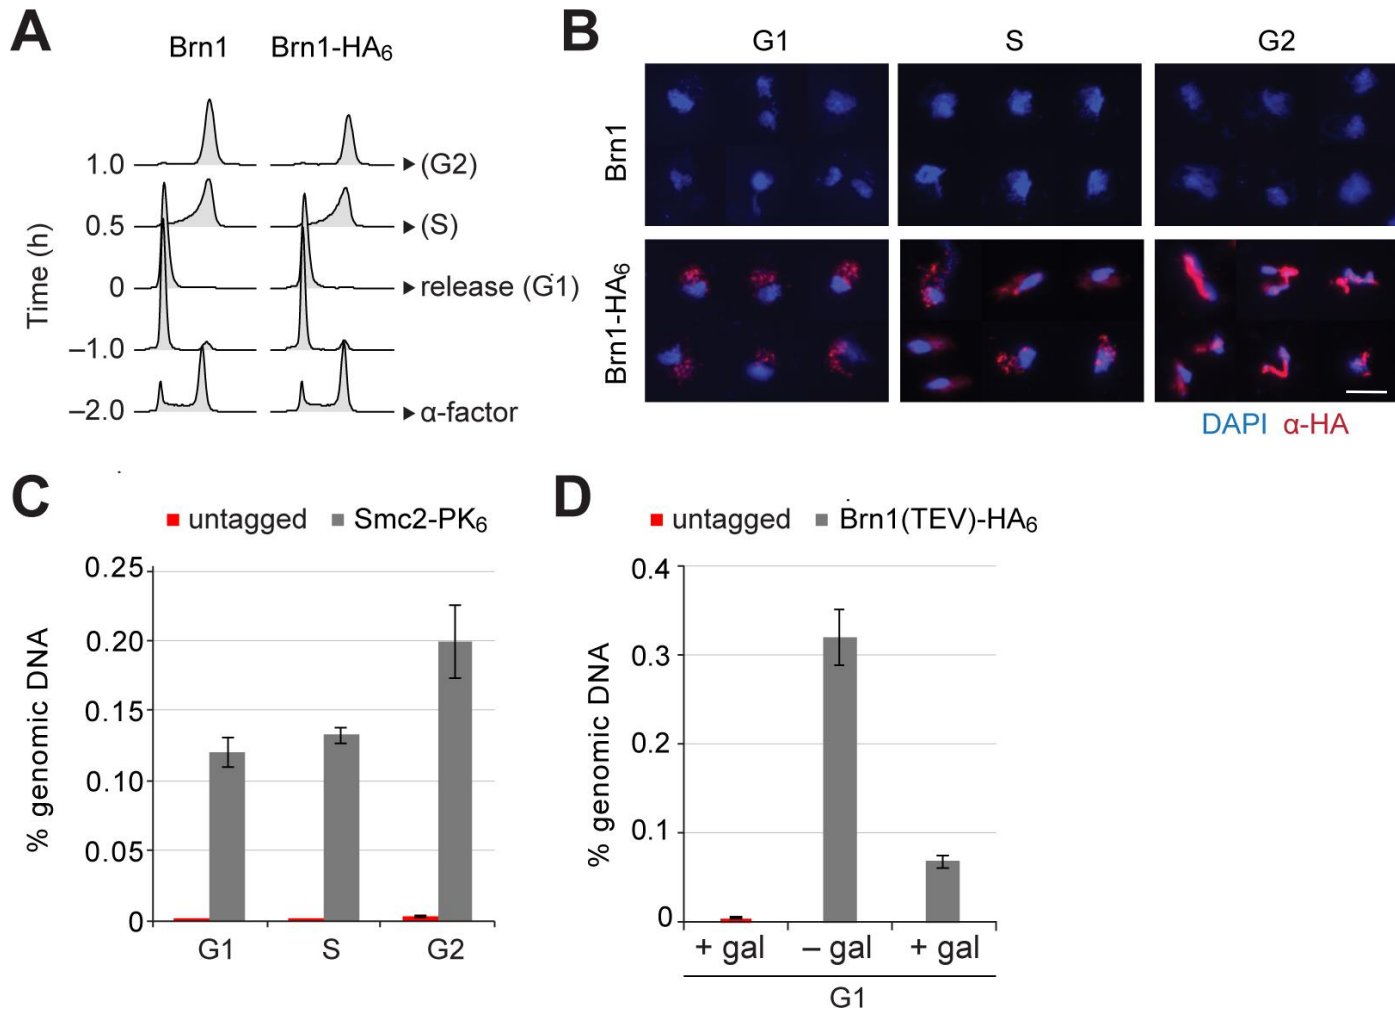 A
Brn1 Brn1-HA6
Time (h)
1.0 ▶ (G2)
0.5 ▶ (S)
0 ▶ release (G1)
–1.0
–2.0 ▶ α-factor
B
G1 S G2
Brn1
Brn1-HA6
DAPI α-HA
C
untagged Smc2-PK6
% genomic DNA
0.25
0.20
0.15
0.10
0.05
0
G1 S G2
D
untagged Brn1(TEV)-HA6
% genomic DNA
0.4
0.3
0.2
0.1
0
+ gal – gal + gal
G1